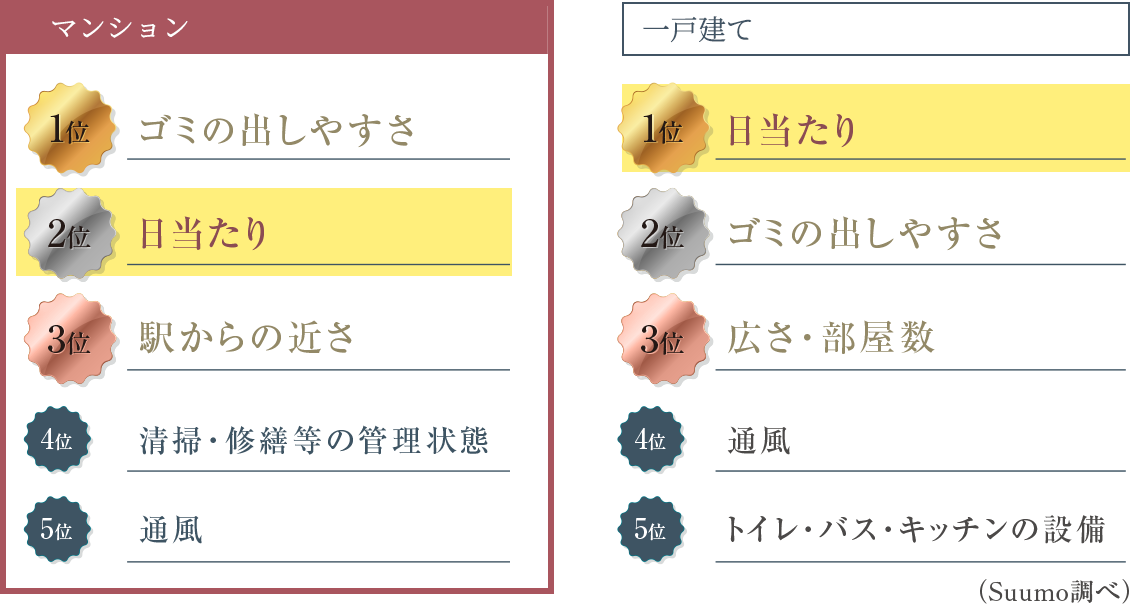 マンション
1位 ゴミの出しやすさ
2位 日当たり
3位 駅からの近さ
4位 清掃・修繕等の管理状態
5位 通風
一戸建て
1位 日当たり
2位 ゴミの出しやすさ
3位 広さ・部屋数
4位 通風
5位 トイレ・バス・キッチンの設備
(Suumo調べ)